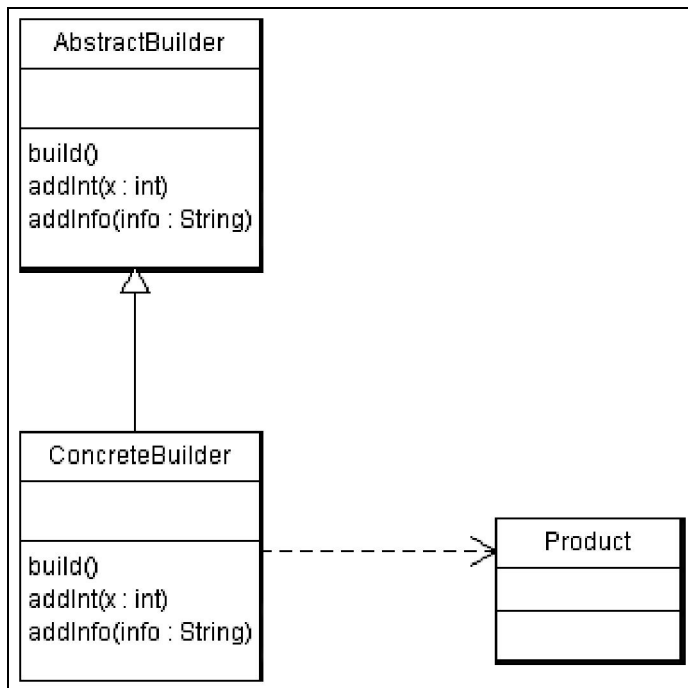 AbstractBuilder
build()
addInt(x : int)
addInfo(info : String)
ConcreteBuilder
build()
addInt(x : int)
addInfo(info : String)
Product